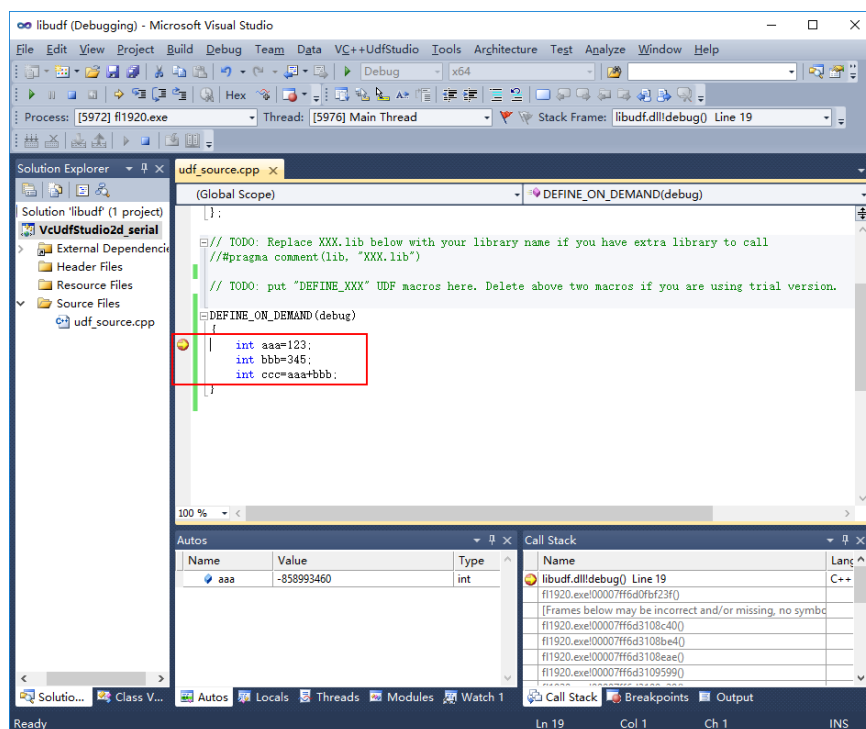 libudf (Debugging) - Microsoft Visual Studio
File Edit View Project Build Debug Team Data VC++UdfStudio Tools Architecture Test Analyze Window Help
Debug x64
Hex
Process: [5972] fl1920.exe Thread: [5976] Main Thread Stack Frame: libudf.dll!debug() Line 19
Solution Explorer
udf_source.cpp
(Global Scope) DEFINE_ON_DEMAND(debug)
Solution 'libudf' (1 project)
VcUdfStudio2d_serial
External Dependencie
Header Files
Resource Files
Source Files
udf_source.cpp
};
// TODO: Replace XXX.lib below with your library name if you have extra library to call
//#pragma comment(lib, "XXX.lib")
// TODO: put "DEFINE_XXX" UDF macros here. Delete above two macros if you are using trial version.
DEFINE_ON_DEMAND(debug)
{
int aaa=123;
int bbb=345;
int ccc=aaa+bbb;
}
100 %
Autos
Name Value Type
aaa -858993460 int
Call Stack
Name Lang
libudf.dll!debug() Line 19 C++
fl1920.exe!00007ff6d0fbf23f()
[Frames below may be incorrect and/or missing, no symbo
fl1920.exe!00007ff6d3108c40()
fl1920.exe!00007ff6d3108be4()
fl1920.exe!00007ff6d3108eae()
fl1920.exe!00007ff6d3109599()
Solutio... Class V...
Autos Locals Threads Modules Watch 1
Call Stack Breakpoints Output
Ready Ln 19 Col 1 Ch 1 INS